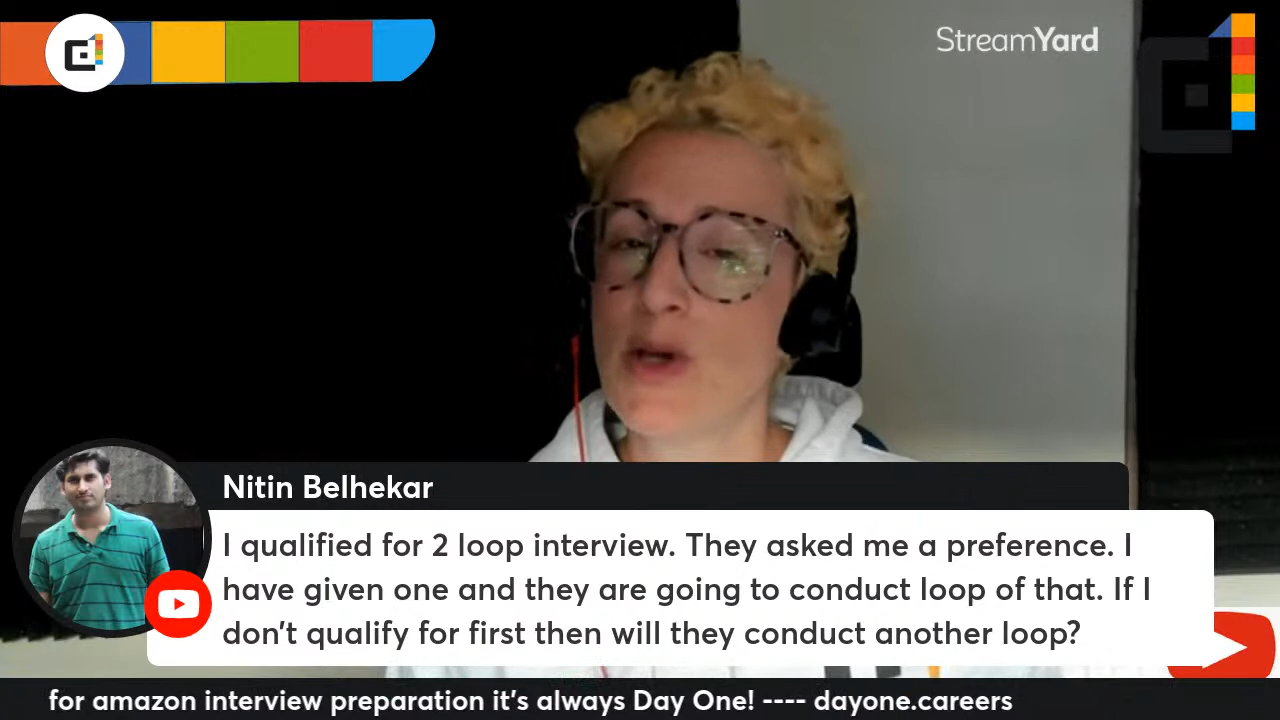 StreamYard
Nitin Belhekar
I qualified for 2 loop interview. They asked me a preference. I
have given one and they are going to conduct loop of that. If I
don't qualify for first then will they conduct another loop?
for amazon interview preparation it's always Day One! ---- dayone.careers